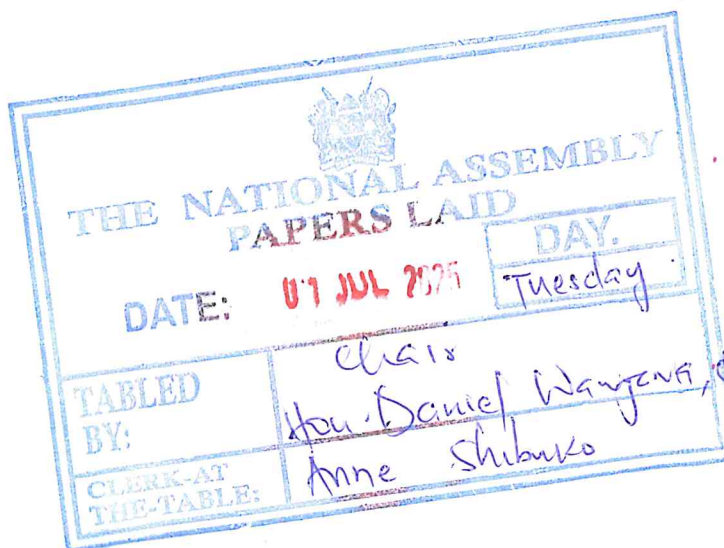 THE NATIONAL ASSEMBLY
PAPERS LAID
DATE: 01 JUL 2025
DAY.
Tuesday
TABLED BY:
Chair
Hon. Daniel
CLERK-AT THE-TABLE:
Anne Shibuko